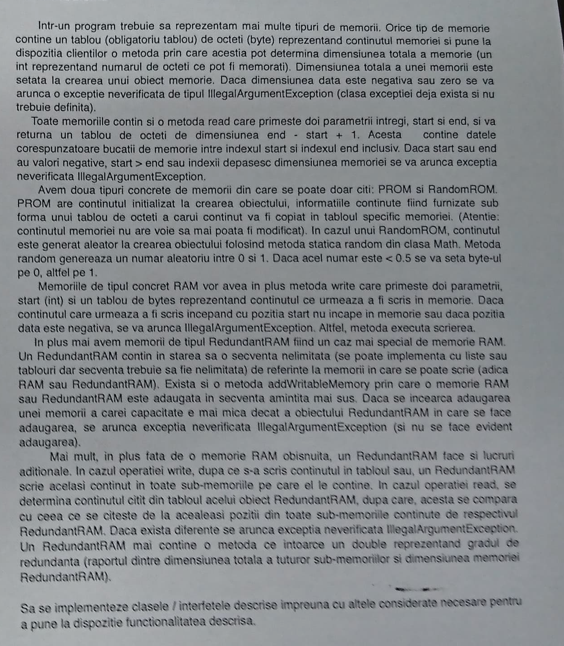 Intr-un program trebuie sa reprezentam mai multe tipuri de memorii. Orice tip de memorie
contine un tablou (obligatoriu tablou) de octeti (byte) reprezentand continutul memoriei si pune la
dispozitia clientilor o metoda prin care acestia pot determina dimensiunea totala a memorie (un
int reprezentand numarul de octeti ce pot fi memorati). Dimensiunea totala a unei memorii este
setata la crearea unui obiect memorie. Daca dimensiunea data este negativa sau zero se va
arunca o exceptie neverificata de tipul IllegalArgumentException (clasa exceptiei deja exista si nu
trebuie definita).
Toate memoriile contin si o metoda read care primeste doi parametrii intregi, start si end, si va
returna un tablou de octeti de dimensiunea end - start + 1. Acesta contine datele
corespunzatoare bucatii de memorie intre indexul start si indexul end inclusiv. Daca start sau end
au valori negative, start > end sau indexii depasesc dimensiunea memoriei se va arunca exceptia
neverificata IllegalArgumentException.
Avem doua tipuri concrete de memorii din care se poate doar citi: PROM si RandomROM.
PROM are continutul initializat la crearea obiectului, informatiile continute fiind furnizate sub
forma unui tablou de octeti a carui continut va fi copiat in tabloul specific memoriei. (Atentie:
continutul memoriei nu are voie sa mai poata fi modificat). In cazul unui RandomROM, continutul
este generat aleator la crearea obiectului folosind metoda statica random din clasa Math. Metoda
random genereaza un numar aleatoriu intre 0 si 1. Daca acel numar este < 0.5 se va seta byte-ul
pe 0, altfel pe 1.
Memoriile de tipul concret RAM vor avea in plus metoda write care primeste doi parametrii,
start (int) si un tablou de bytes reprezentand continutul ce urmeaza a fi scris in memorie. Daca
continutul care urmeaza a fi scris incepand cu pozitia start nu incape in memorie sau daca pozitia
data este negativa, se va arunca IllegalArgumentException. Altfel, metoda executa scrierea.
In plus mai avem memorii de tipul RedundantRAM fiind un caz mai special de memorie RAM.
Un RedundantRAM contin in starea sa o secventa nelimitata (se poate implementa cu liste sau
tablouri dar secventa trebuie sa fie nelimitata) de referinte la memorii in care se poate scrie (adica
RAM sau RedundantRAM). Exista si o metoda addWritableMemory prin care o memorie RAM
sau RedundantRAM este adaugata in secventa amintita mai sus. Daca se incearca adaugarea
unei memorii a carei capacitate e mai mica decat a obiectului RedundantRAM in care se face
adaugarea, se arunca exceptia neverificata IllegalArgumentException (si nu se face evident
adaugarea).
Mai mult, in plus fata de o memorie RAM obisnuita, un RedundantRAM face si lucruri
aditionale. In cazul operatiei write, dupa ce s-a scris continutul in tabloul sau, un RedundantRAM
scrie acelasi continut in toate sub-memoriile pe care el le contine. In cazul operatiei read, se
determina continutul citit din tabloul acelui obiect RedundantRAM, dupa care, acesta se compara
cu ceea ce se citeste de la acealeasi pozitii din toate sub-memoriile continute de respectivul
RedundantRAM. Daca exista diferente se arunca exceptia neverificata IllegalArgumentException.
Un RedundantRAM mai contine o metoda ce intoarce un double reprezentand gradul de
redundanta (raportul dintre dimensiunea totala a tuturor sub-memoriilor si dimensiunea memoriei
RedundantRAM).
Sa se implementeze clasele / interfetele descrise impreuna cu altele considerate necesare pentru
a pune la dispozitie functionalitatea descrisa.